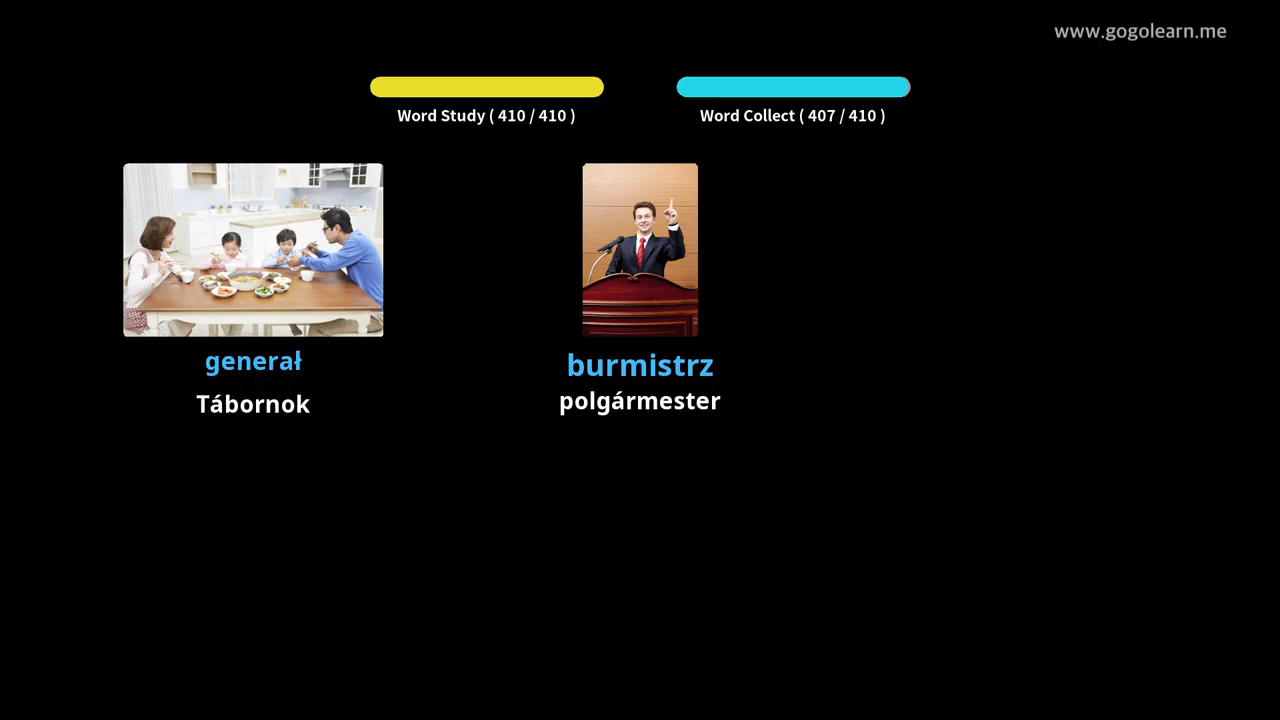 www.gogolearn.me
Word Study ( 410 / 410 )
Word Collect ( 407 / 410 )
generał
Tábornok
burmistrz
polgármester